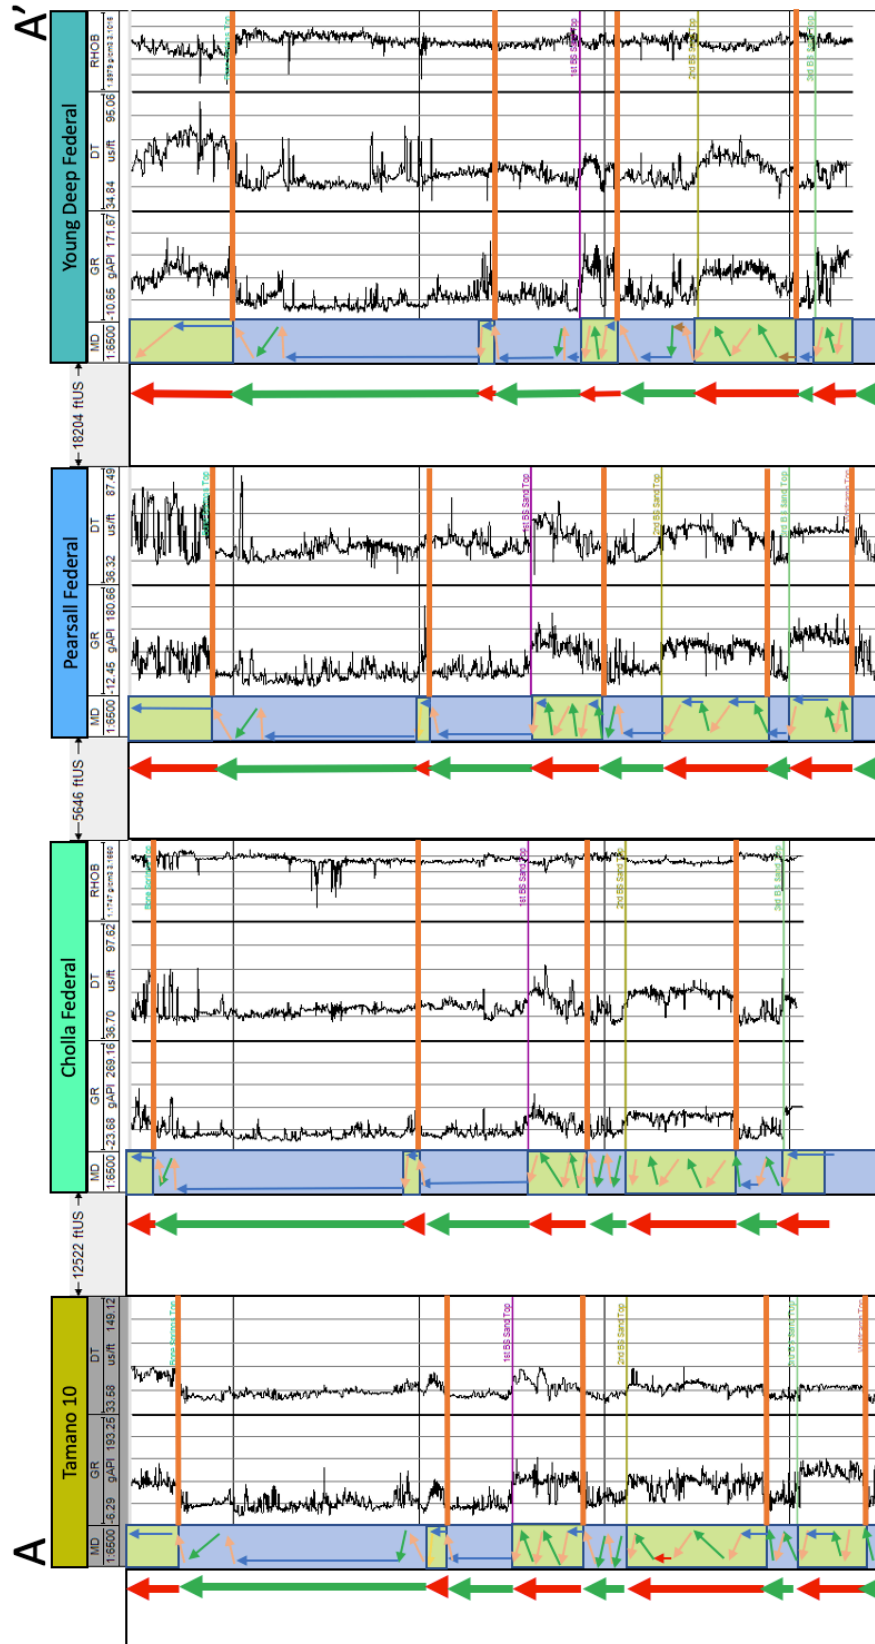 A
A'
Tamano 10
MD
1:6500
GR
-6.29 gAPI 193.25
DT
33.58 us/ft 149.12
Bone Springs Top
1st BS Sand Top
2nd BS Sand Top
12522 ftUS
Cholla Federal
MD
1:6500
GR
-23.68 gAPI 269.16
DT
36.70 us/ft 97.62
RHOB
1st BS Sand Top
2nd BS Sand Top
3rd BS Sand Top
5646 ftUS
Pearsall Federal
MD
1:6500
GR
-12.45 gAPI 180.66
DT
36.32 us/ft 87.49
1st BS Sand Top
2nd BS Sand Top
3rd BS Sand Top
18204 ftUS
Young Deep Federal
MD
1:6500
GR
-10.65 gAPI 171.67
DT
34.84 us/ft 95.06
RHOB
1st BS Sand Top
2nd BS Sand Top
3rd BS Sand Top